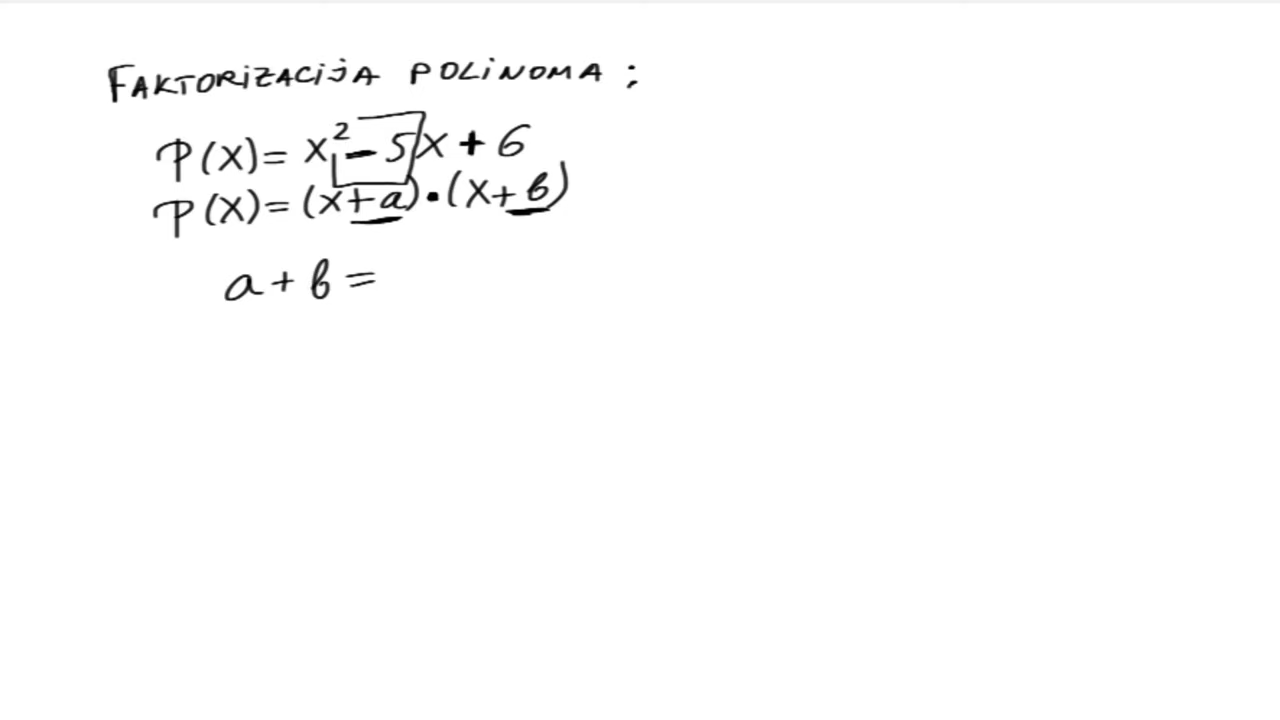 FAKTORIZACIJA POLINOMA :
P(X) = X² - 5X + 6
P(X) = (X + a) · (X + b)
a + b =